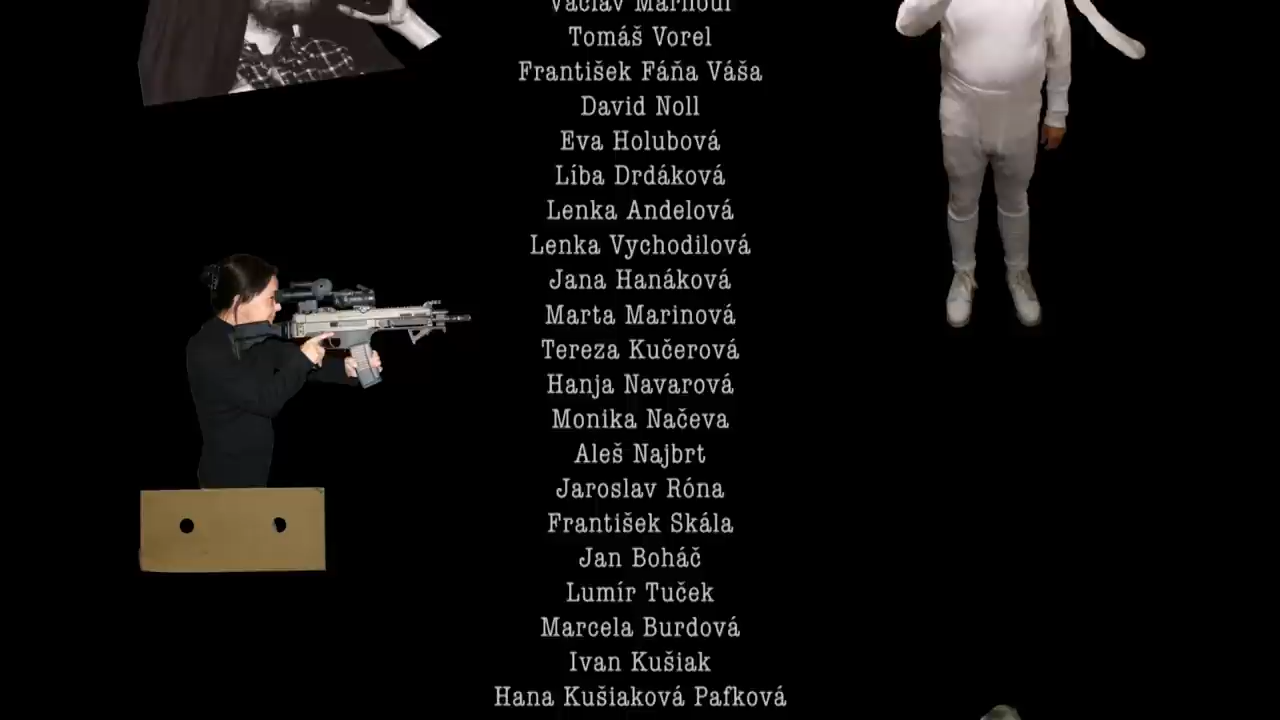 Václav Marhoul
Tomáš Vorel
František Fáňa Váša
David Noll
Eva Holubová
Líba Drdáková
Lenka Andelová
Lenka Vychodilová
Jana Hanáková
Marta Marinová
Tereza Kučerová
Hanja Navarová
Monika Načeva
Aleš Najbrt
Jaroslav Róna
František Skála
Jan Boháč
Lumír Tuček
Marcela Burdová
Ivan Kušiak
Hana Kušiaková Pafková